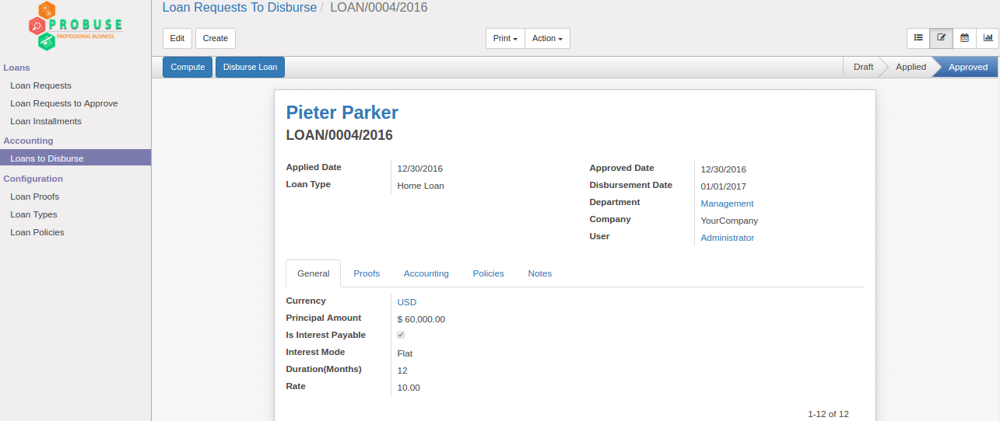 PROBUSE
PROFESSIONAL BUSINESS
Loans
Loan Requests
Loan Requests to Approve
Loan Installments
Accounting
Loans to Disburse
Configuration
Loan Proofs
Loan Types
Loan Policies
Loan Requests To Disburse / LOAN/0004/2016
Edit Create Print Action
Compute Disburse Loan Draft Applied Approved
Pieter Parker
LOAN/0004/2016
Applied Date 12/30/2016
Loan Type Home Loan
Approved Date 12/30/2016
Disbursement Date 01/01/2017
Department Management
Company YourCompany
User Administrator
General Proofs Accounting Policies Notes
Currency USD
Principal Amount $ 60,000.00
Is Interest Payable
Interest Mode Flat
Duration(Months) 12
Rate 10.00
1-12 of 12